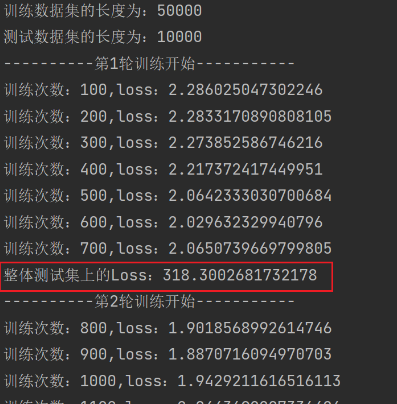 训练数据集的长度为：50000
测试数据集的长度为：10000
----------第1轮训练开始-----------
训练次数：100,loss：2.286025047302246
训练次数：200,loss：2.2833170890808105
训练次数：300,loss：2.273852586746216
训练次数：400,loss：2.217372417449951
训练次数：500,loss：2.0642333030700684
训练次数：600,loss：2.029632329940796
训练次数：700,loss：2.0650739669799805
整体测试集上的Loss：318.3002681732178
----------第2轮训练开始-----------
训练次数：800,loss：1.9018568992614746
训练次数：900,loss：1.8870716094970703
训练次数：1000,loss：1.9429211616516113